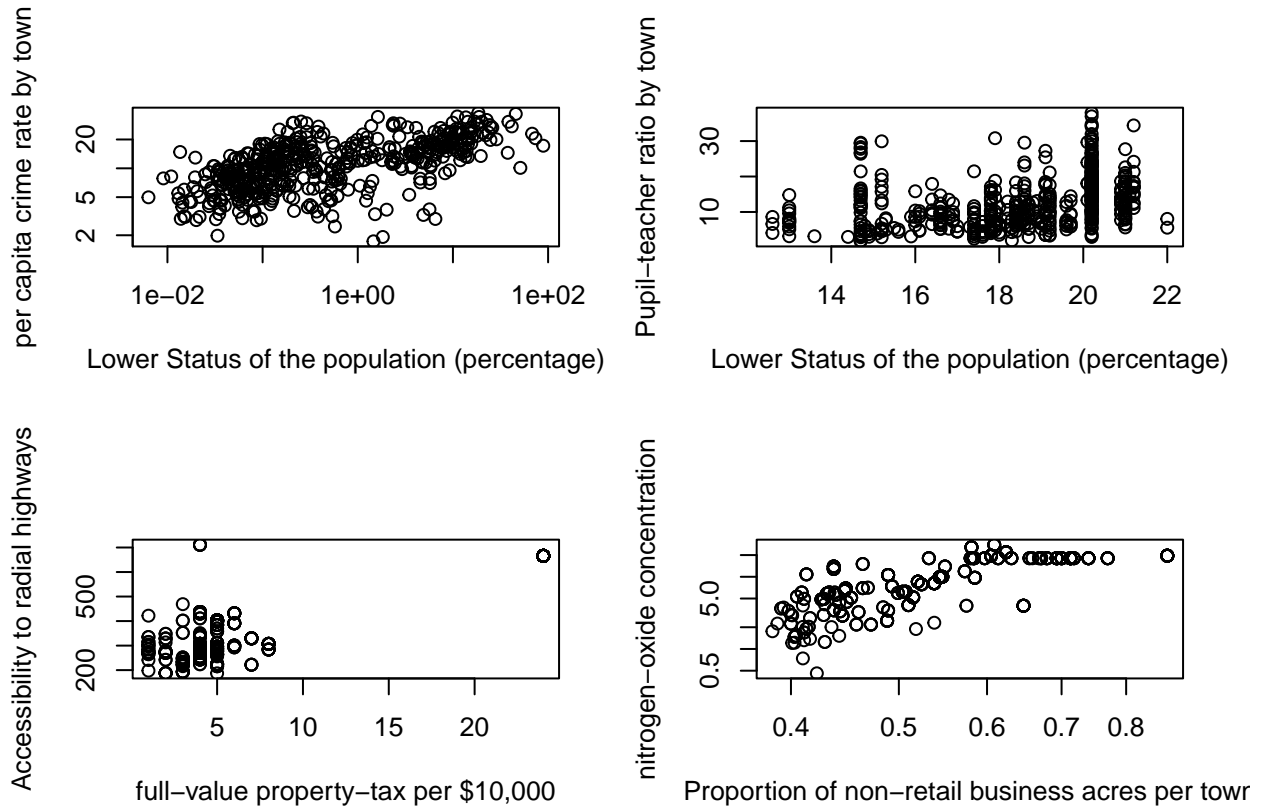 per capita crime rate by town
20
5
2
1e−02 1e+00 1e+02
Lower Status of the population (percentage)
Pupil−teacher ratio by town
30
10
14 16 18 20 22
Lower Status of the population (percentage)
Accessibility to radial highways
500
200
5 10 15 20
full−value property−tax per $10,000
nitrogen−oxide concentration
5.0
0.5
0.4 0.5 0.6 0.7 0.8
Proportion of non−retail business acres per towr